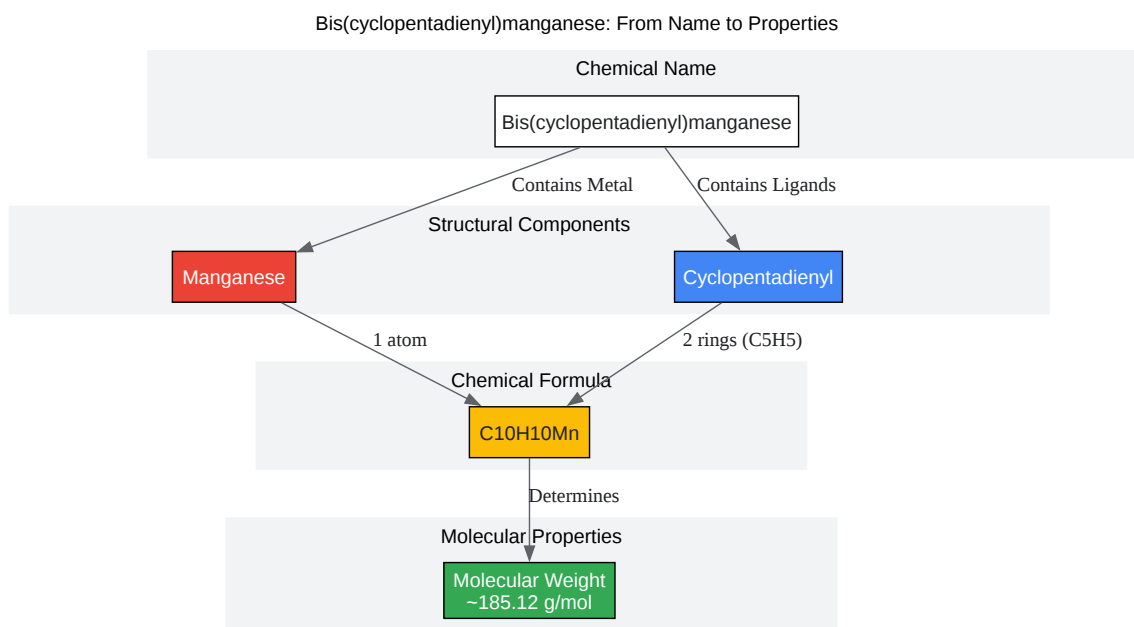 Bis(cyclopentadienyl)manganese: From Name to Properties
Chemical Name
Bis(cyclopentadienyl)manganese
Contains Metal
Contains Ligands
Structural Components
Manganese
Cyclopentadienyl
1 atom
2 rings (C5H5)
Chemical Formula
C10H10Mn
Determines
Molecular Properties
Molecular Weight
~185.12 g/mol